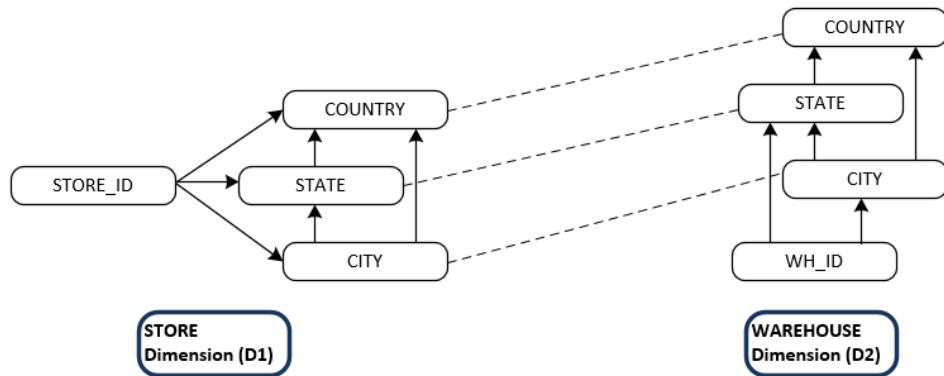 COUNTRY
STATE
CITY
WH_ID
COUNTRY
STORE_ID
STATE
CITY
STORE
Dimension (D1)
WAREHOUSE
Dimension (D2)